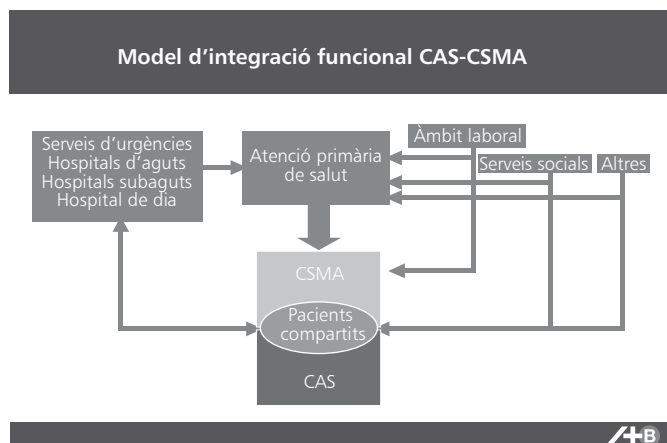 Model d'integració funcional CAS-CSMA
Serveis d'urgències
Hospitals d'aguts
Hospitals subaguts
Hospital de dia
Atenció primària
de salut
Àmbit laboral
Serveis socials
Altres
CSMA
Pacients
compartits
CAS
A+B